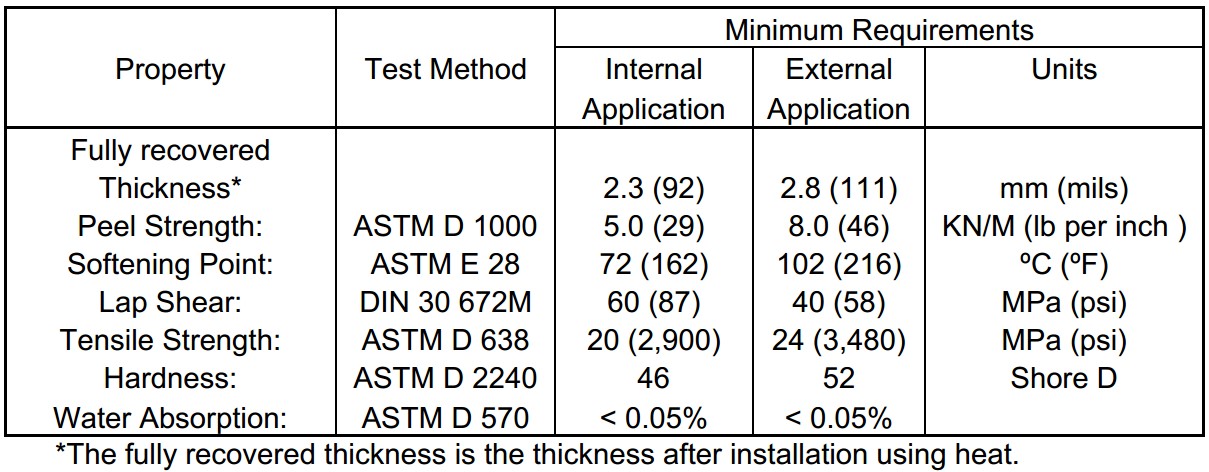 Minimum Requirements
Property Test Method Internal Application External Application Units
Fully recovered
Thickness* 2.3 (92) 2.8 (111) mm (mils)
Peel Strength: ASTM D 1000 5.0 (29) 8.0 (46) KN/M (lb per inch )
Softening Point: ASTM E 28 72 (162) 102 (216) ºC (ºF)
Lap Shear: DIN 30 672M 60 (87) 40 (58) MPa (psi)
Tensile Strength: ASTM D 638 20 (2,900) 24 (3,480) MPa (psi)
Hardness: ASTM D 2240 46 52 Shore D
Water Absorption: ASTM D 570 < 0.05% < 0.05%
*The fully recovered thickness is the thickness after installation using heat.